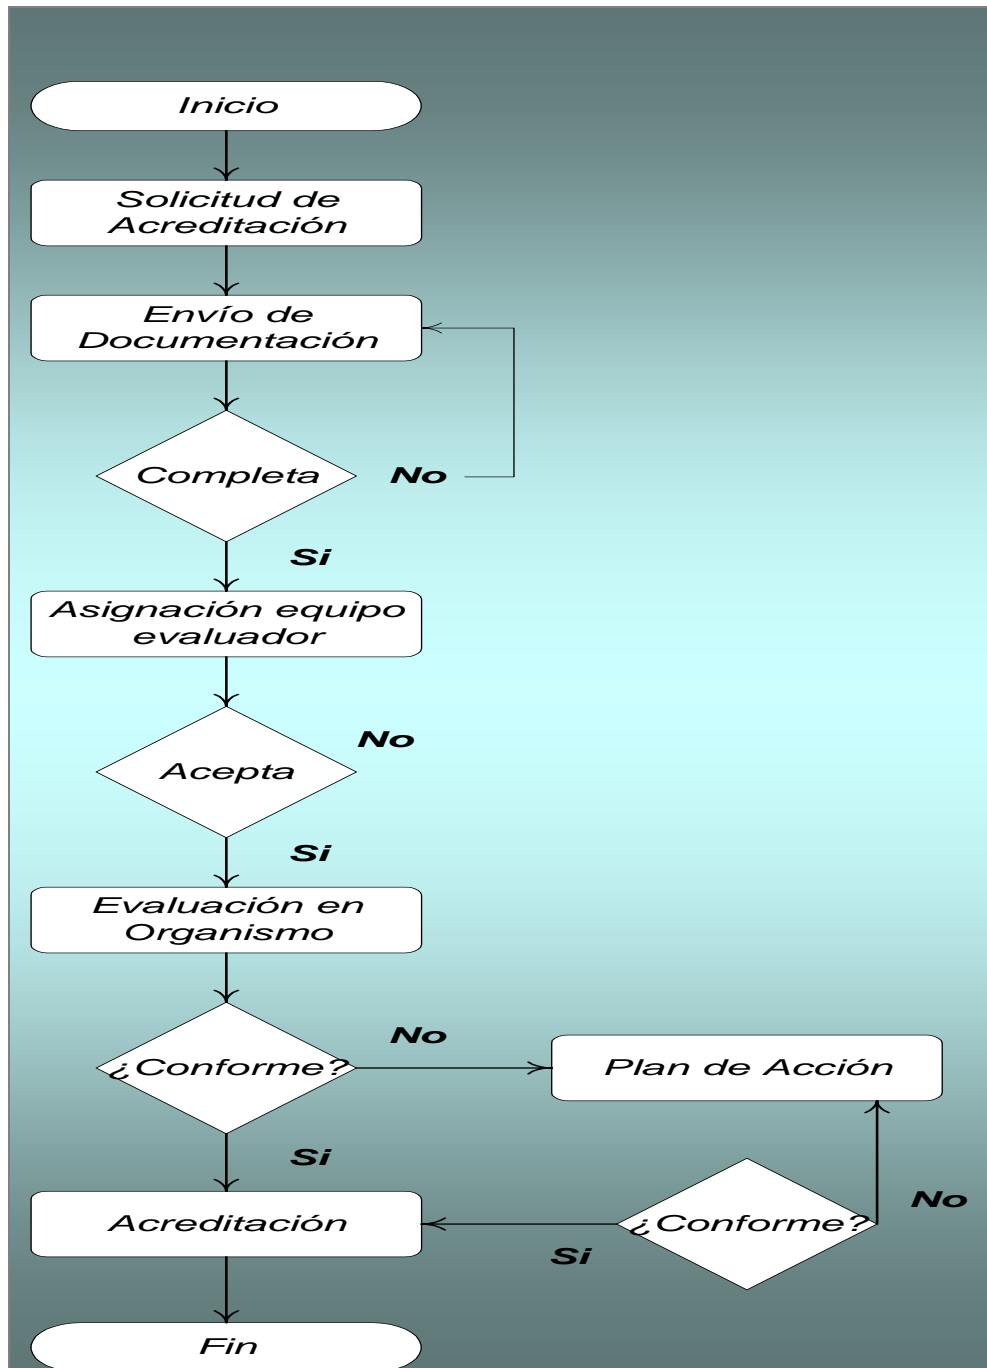 Inicio
Solicitud de
Acreditación
Envío de
Documentación
Completa
No
Si
Asignación equipo
evaluador
No
Acepta
Si
Evaluación en
Organismo
No
¿Conforme?
Plan de Acción
Si
Acreditación
¿Conforme?
No
Si
Fin